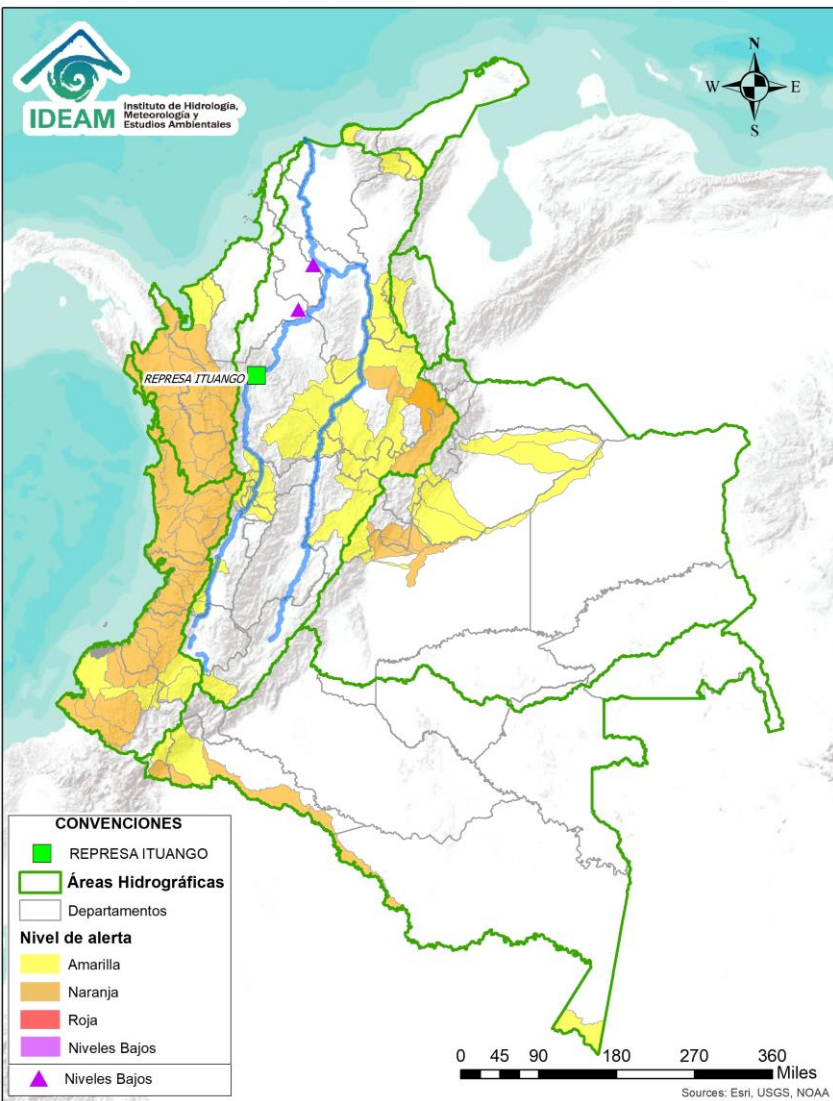 IDEAM
Instituto de Hidrología,
Meteorología y
Estudios Ambientales
N
W
E
S
REPRESA ITUANGO
CONVENCIONES
REPRESA ITUANGO
Áreas Hidrográficas
Departamentos
Nivel de alerta
Amarilla
Naranja
Roja
Niveles Bajos
Niveles Bajos
0 45 90 180 270 360
Miles
Sources: Esri, USGS, NOAA